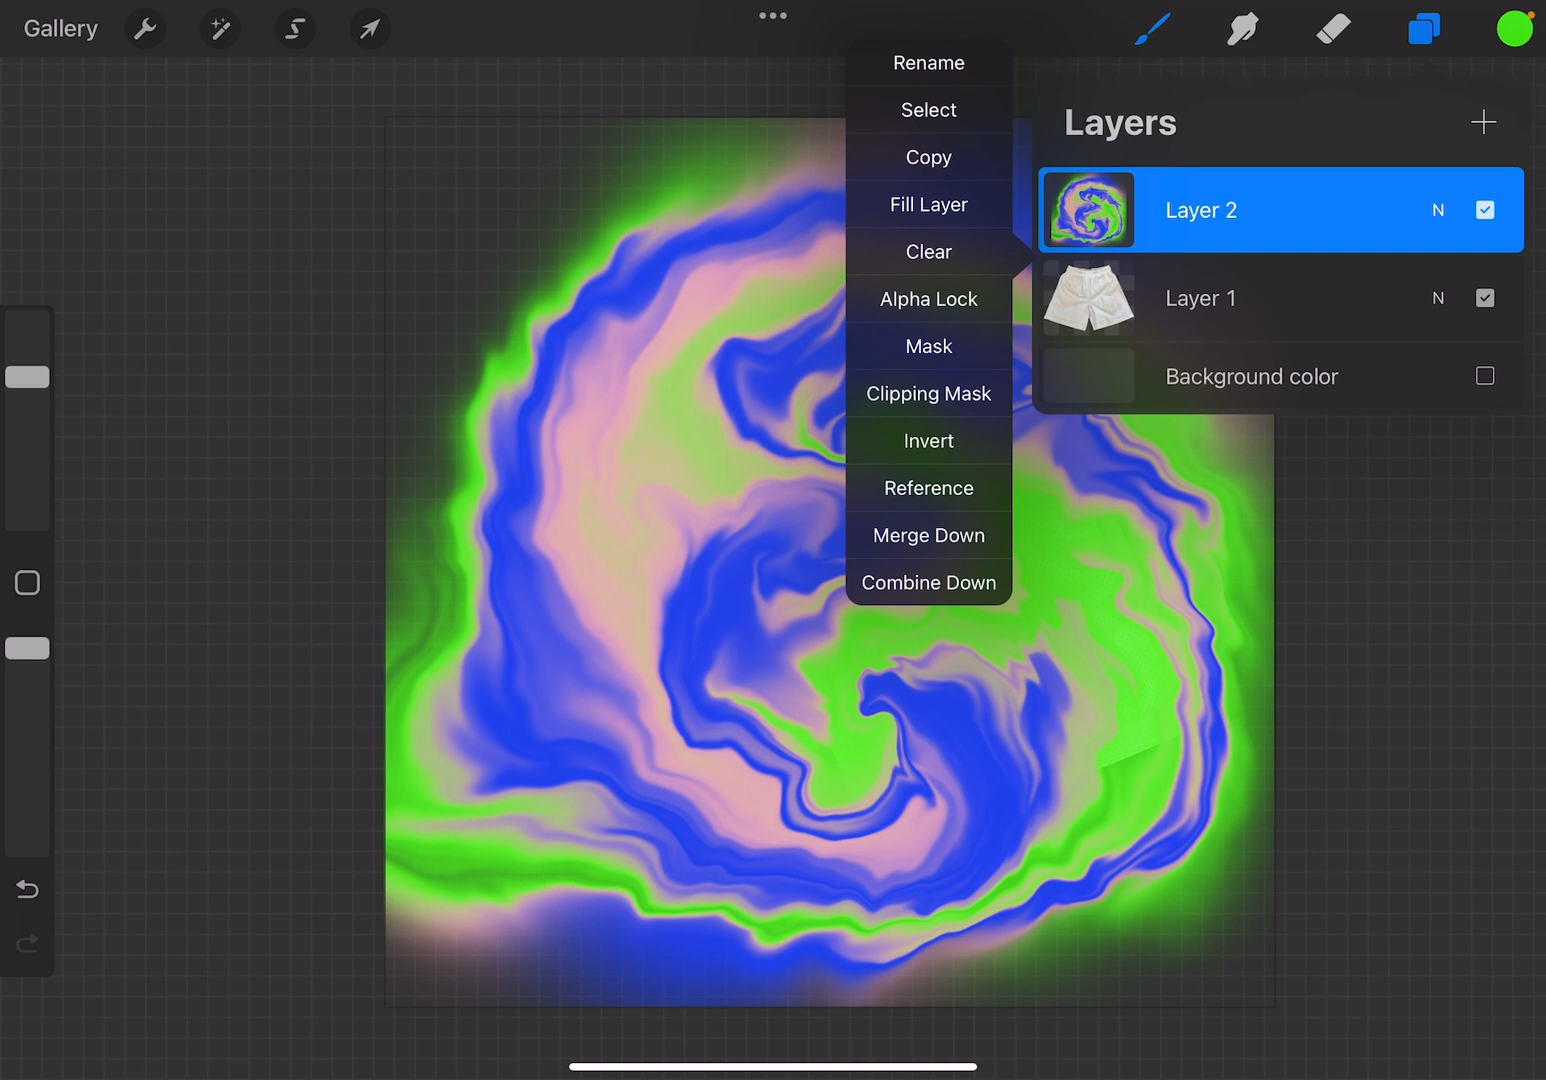 Gallery
Rename
Select
Copy
Fill Layer
Clear
Alpha Lock
Mask
Clipping Mask
Invert
Reference
Merge Down
Combine Down
Layers
Layer 2 N
Layer 1 N
Background color